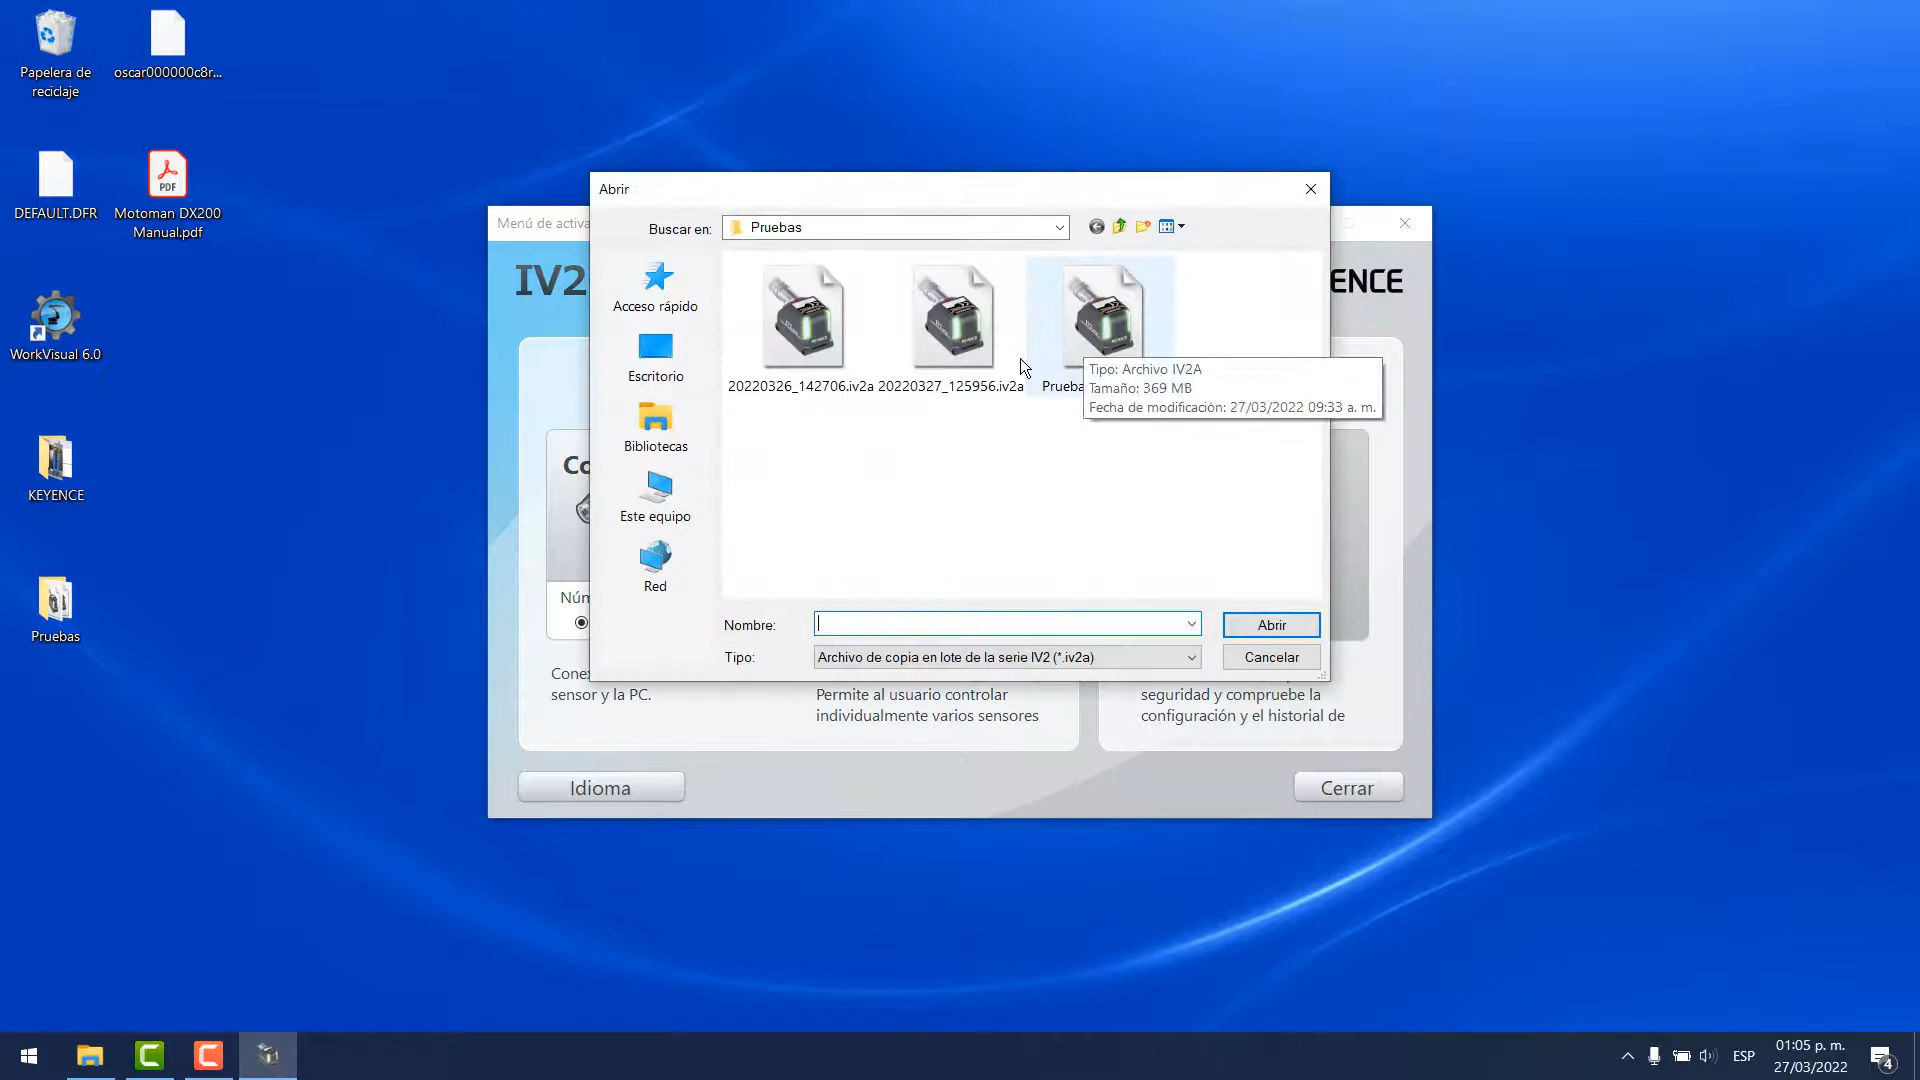 Papelera de
reciclaje
oscar000000c8r...
DEFAULT.DFR
Motoman DX200
Manual.pdf
PDF
WorkVisual 6.0
KEYENCE
Pruebas
Menú de activa
IV2
ENCE
Abrir
Buscar en:
Pruebas
Acceso rápido
Escritorio
Bibliotecas
Este equipo
Red
20220326_142706.iv2a
20220327_125956.iv2a
Prueba
Tipo: Archivo IV2A
Tamaño: 369 MB
Fecha de modificación: 27/03/2022 09:33 a. m.
Nombre:
Abrir
Tipo:
Archivo de copia en lote de la serie IV2 (*.iv2a)
Cancelar
Co
Núm
Conex
sensor y la PC.
Permite al usuario controlar
individualmente varios sensores
seguridad y compruebe la
configuración y el historial de
Idioma
Cerrar
ESP
01:05 p. m.
27/03/2022
4